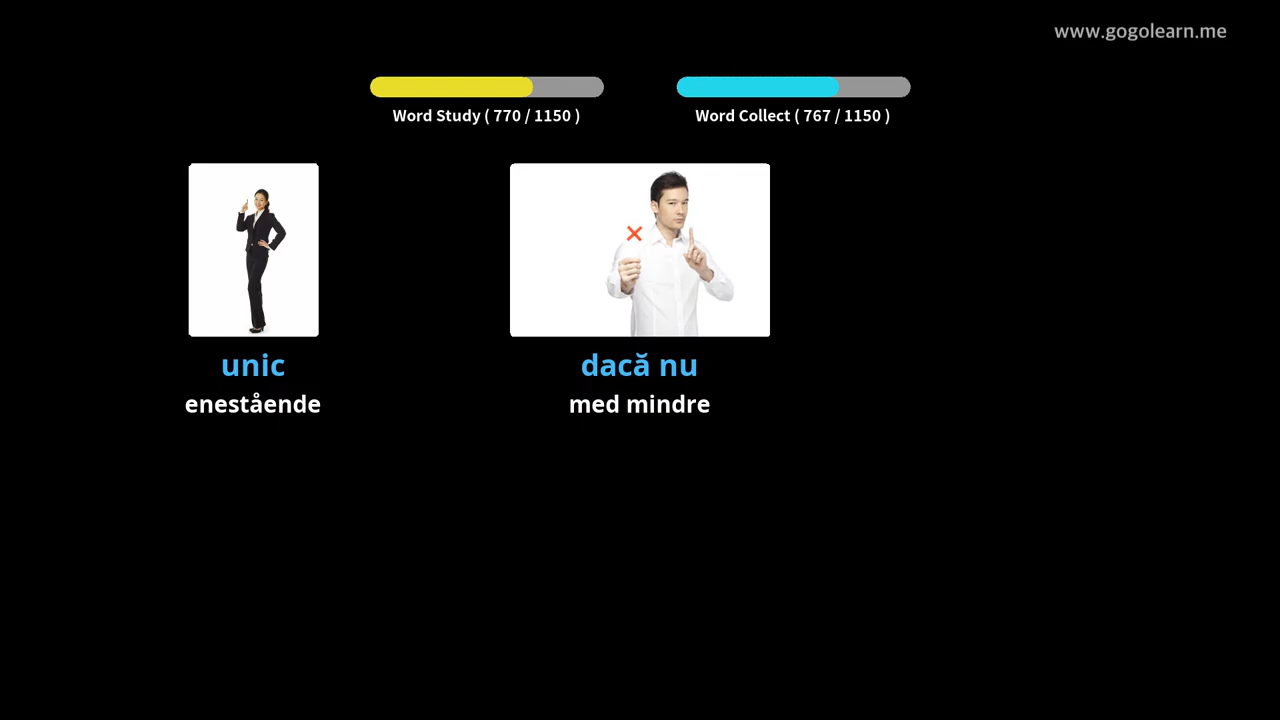 www.gogolearn.me
Word Study ( 770 / 1150 )
Word Collect ( 767 / 1150 )
unic
enestående
dacă nu
med mindre